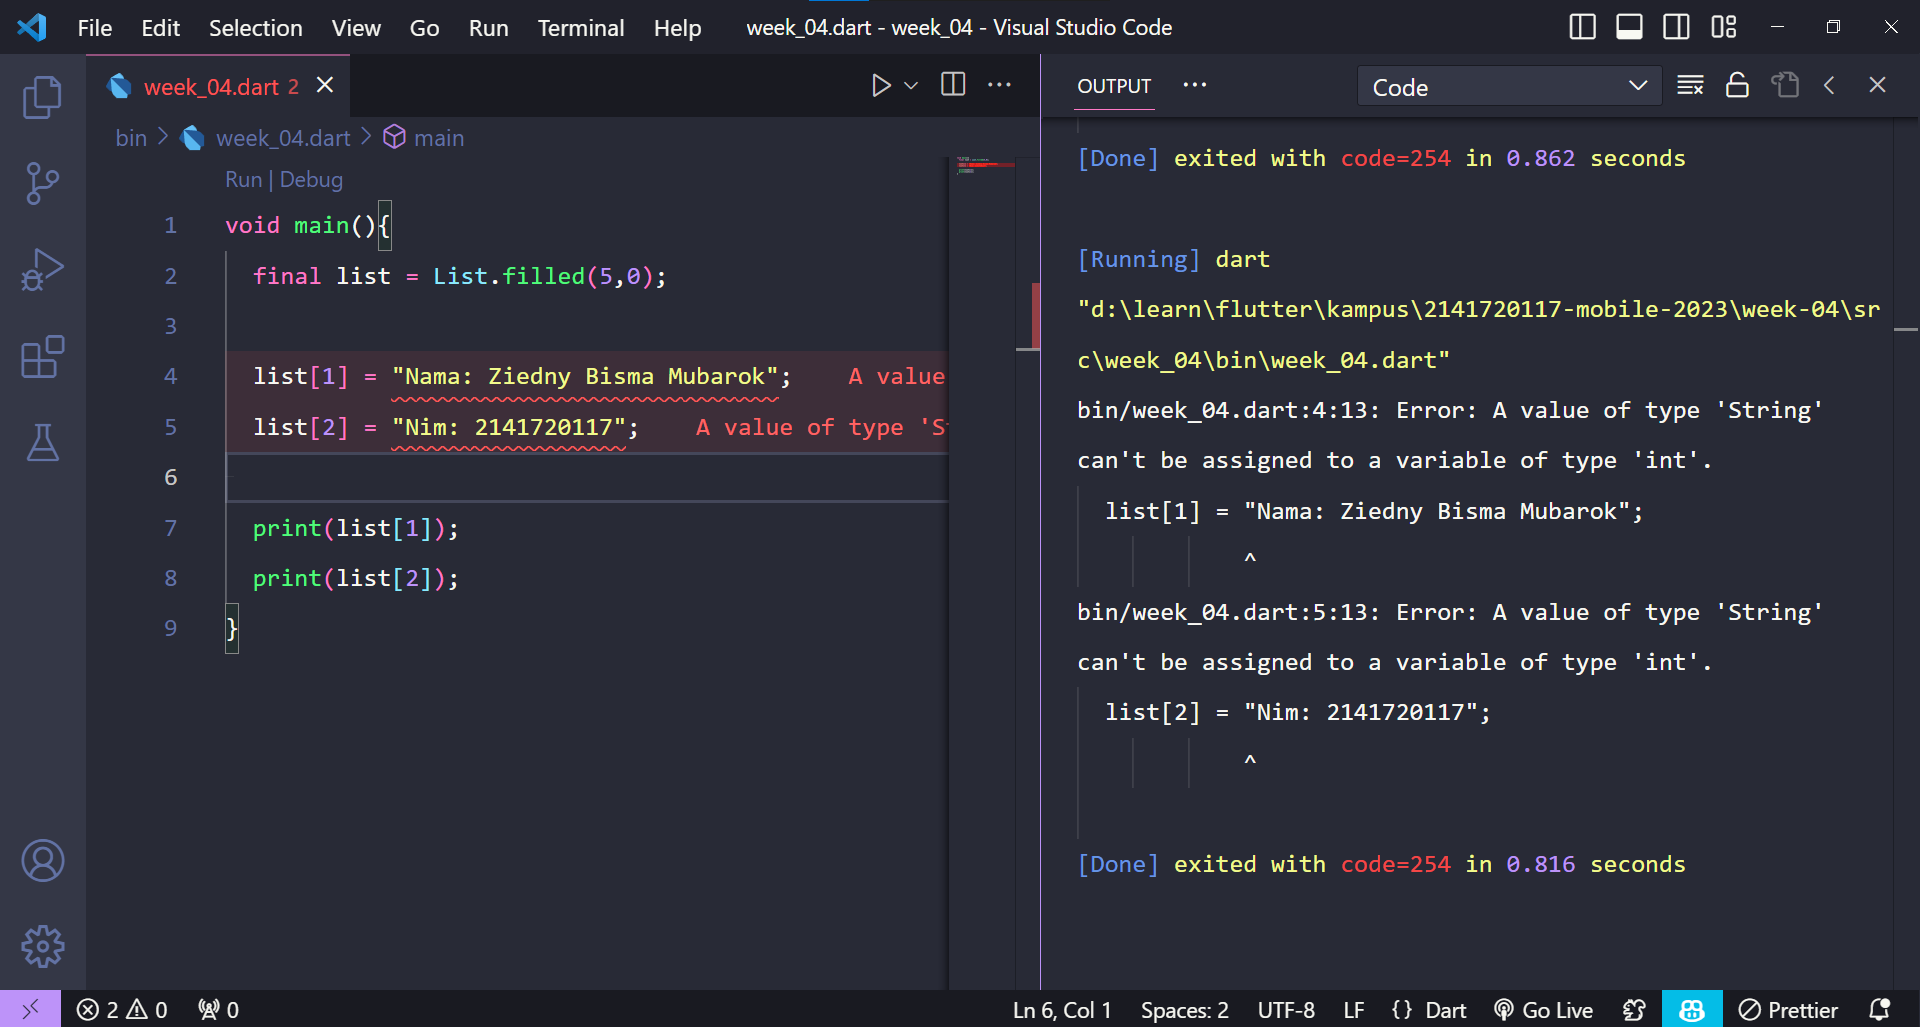 File Edit Selection View Go Run Terminal Help week_04.dart - week_04 - Visual Studio Code
week_04.dart 2
bin > week_04.dart > main
Run | Debug
1 void main(){
2 final list = List.filled(5,0);
3
4 list[1] = "Nama: Ziedny Bisma Mubarok"; A value
5 list[2] = "Nim: 2141720117"; A value of type 'S
6
7 print(list[1]);
8 print(list[2]);
9 }
OUTPUT ... Code
[Done] exited with code=254 in 0.862 seconds
[Running] dart
"d:\learn\flutter\kampus\2141720117-mobile-2023\week-04\sr
c\week_04\bin\week_04.dart"
bin/week_04.dart:4:13: Error: A value of type 'String'
can't be assigned to a variable of type 'int'.
list[1] = "Nama: Ziedny Bisma Mubarok";
^
bin/week_04.dart:5:13: Error: A value of type 'String'
can't be assigned to a variable of type 'int'.
list[2] = "Nim: 2141720117";
^
[Done] exited with code=254 in 0.816 seconds
2 0 0 Ln 6, Col 1 Spaces: 2 UTF-8 LF {} Dart Go Live Prettier